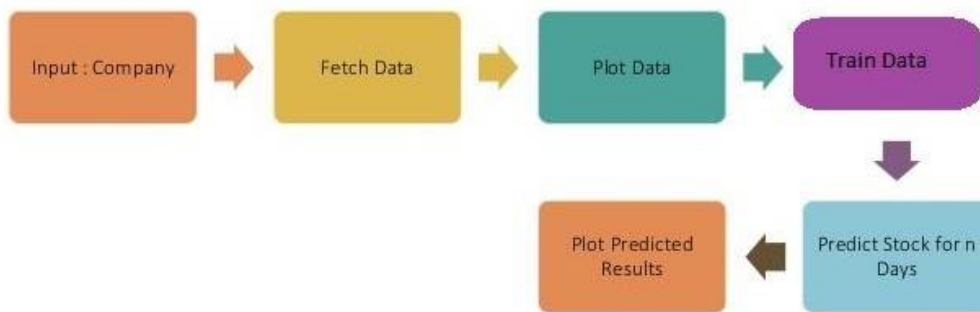 Input : Company
Fetch Data
Plot Data
Train Data
Predict Stock for n
Days
Plot Predicted
Results